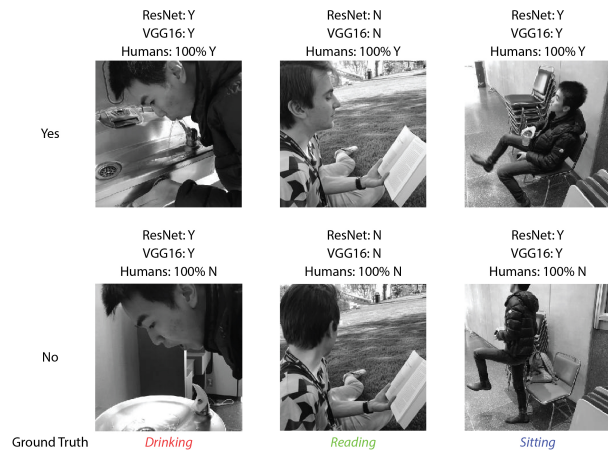 ResNet: Y
VGG16: Y
Humans: 100% Y
ResNet: N
VGG16: N
Humans: 100% Y
ResNet: Y
VGG16: Y
Humans: 100% Y
Yes
ResNet: Y
VGG16: Y
Humans: 100% N
ResNet: N
VGG16: N
Humans: 100% N
ResNet: Y
VGG16: Y
Humans: 100% N
No
Ground Truth
Drinking
Reading
Sitting